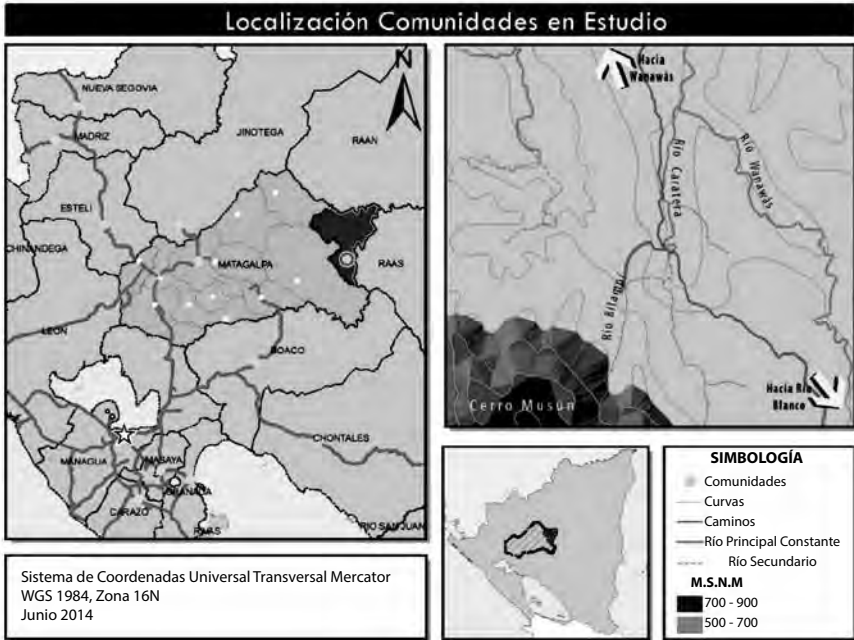 Localización Comunidades en Estudio
N
NUEVA SEGOVIA
MADRIZ
JINOTEGA
RAAN
ESTELI
CHINANDEGA
MATAGALPA
RAAS
LEON
BOACO
CHONTALES
MANAGUA
MASAYA
GRANADA
CARAZO
RIVAS
RIO SAN JUAN
Hacia
Wanawás
Río Caratera
Río Wanawás
Río Bilampí
Cerro Musún
Hacia Río
Blanco
Sistema de Coordenadas Universal Transversal Mercator
WGS 1984, Zona 16N
Junio 2014
SIMBOLOGÍA
Comunidades
Curvas
Caminos
Río Principal Constante
Río Secundario
M.S.N.M
700 - 900
500 - 700